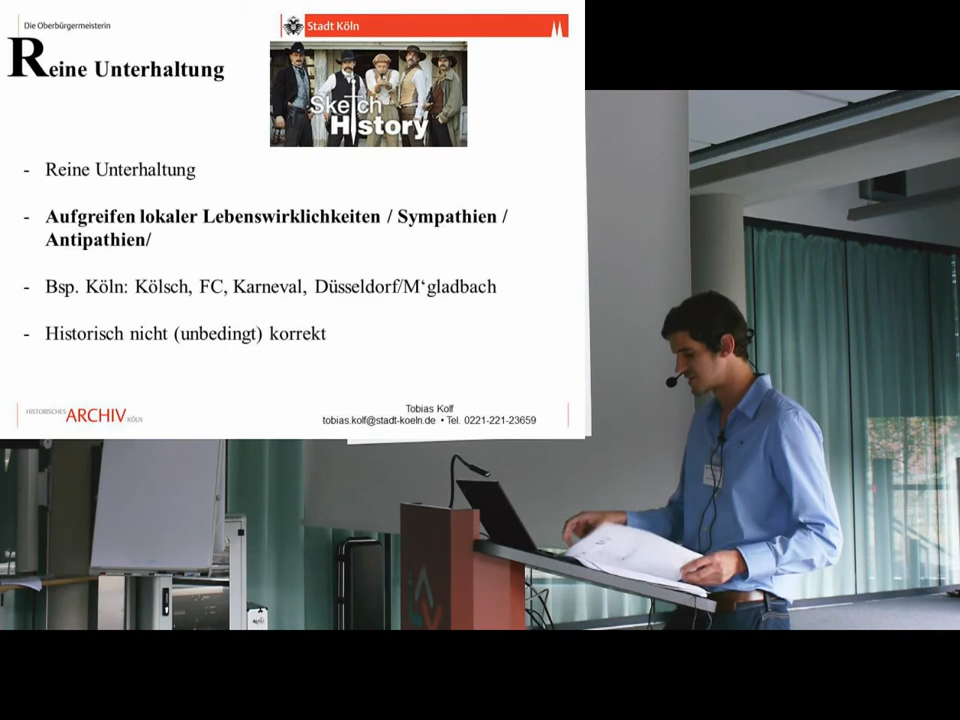 Die Oberbürgermeisterin
Stadt Köln
Reine Unterhaltung
Sketch
History
- Reine Unterhaltung
- Aufgreifen lokaler Lebenswirklichkeiten / Sympathien /
Antipathien/
- Bsp. Köln: Kölsch, FC, Karneval, Düsseldorf/M‘gladbach
- Historisch nicht (unbedingt) korrekt
HISTORISCHES ARCHIV KÖLN
Tobias Kolf
tobias.kolf@stadt-koeln.de • Tel. 0221-221-23659